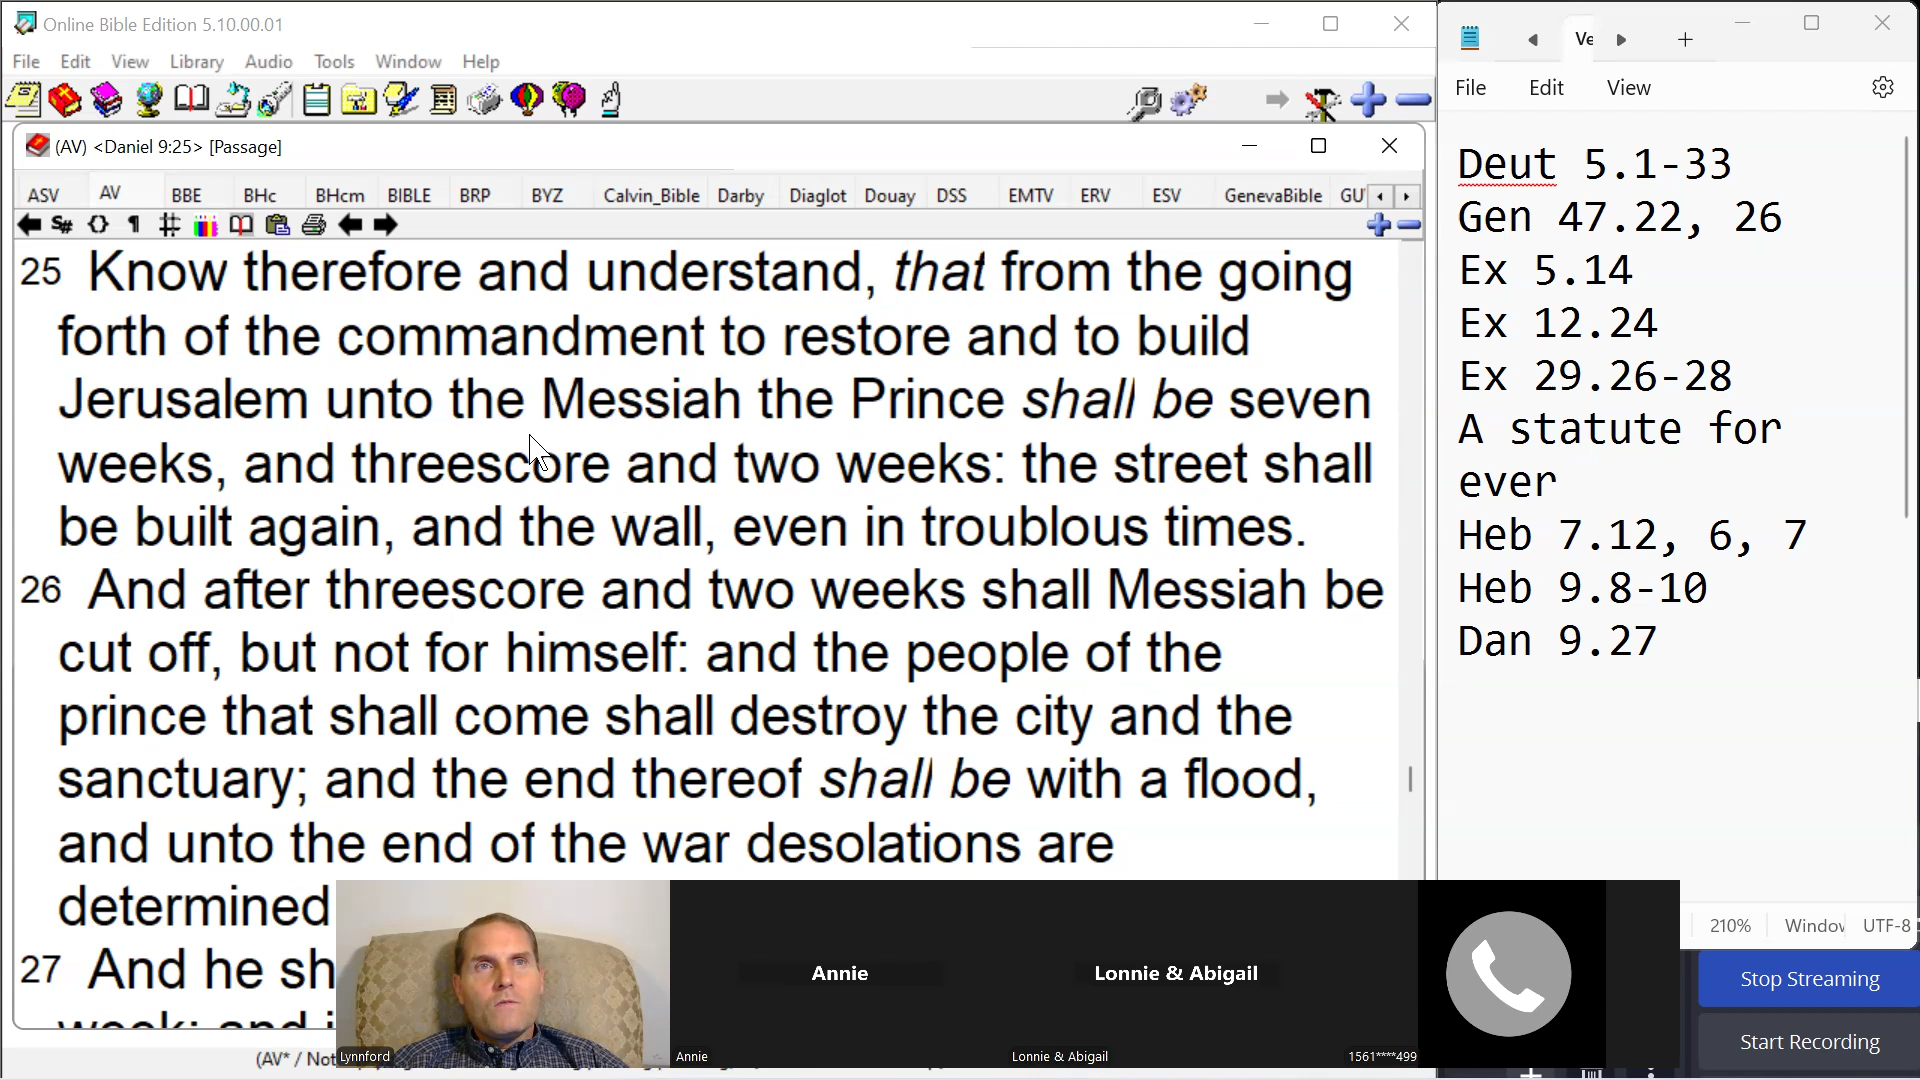 Online Bible Edition 5.10.00.01
File Edit View Library Audio Tools Window Help
(AV) <Daniel 9:25> [Passage]
ASV AV BBE BHc BHcm BIBLE BRP BYZ Calvin_Bible Darby Diaglot Douay DSS EMTV ERV ESV GenevaBible GU
S#
25 Know therefore and understand, that from the going
forth of the commandment to restore and to build
Jerusalem unto the Messiah the Prince shall be seven
weeks, and threescore and two weeks: the street shall
be built again, and the wall, even in troublous times.
26 And after threescore and two weeks shall Messiah be
cut off, but not for himself: and the people of the
prince that shall come shall destroy the city and the
sanctuary; and the end thereof shall be with a flood,
and unto the end of the war desolations are
determined
27 And he sh
week: and i
(AV* / Not
Ve
File Edit View
Deut 5.1-33
Gen 47.22, 26
Ex 5.14
Ex 12.24
Ex 29.26-28
A statute for
ever
Heb 7.12, 6, 7
Heb 9.8-10
Dan 9.27
210% Windov UTF-8
Stop Streaming
Start Recording
Annie
Lonnie & Abigail
Lynnford
Annie
Lonnie & Abigail
1561****499